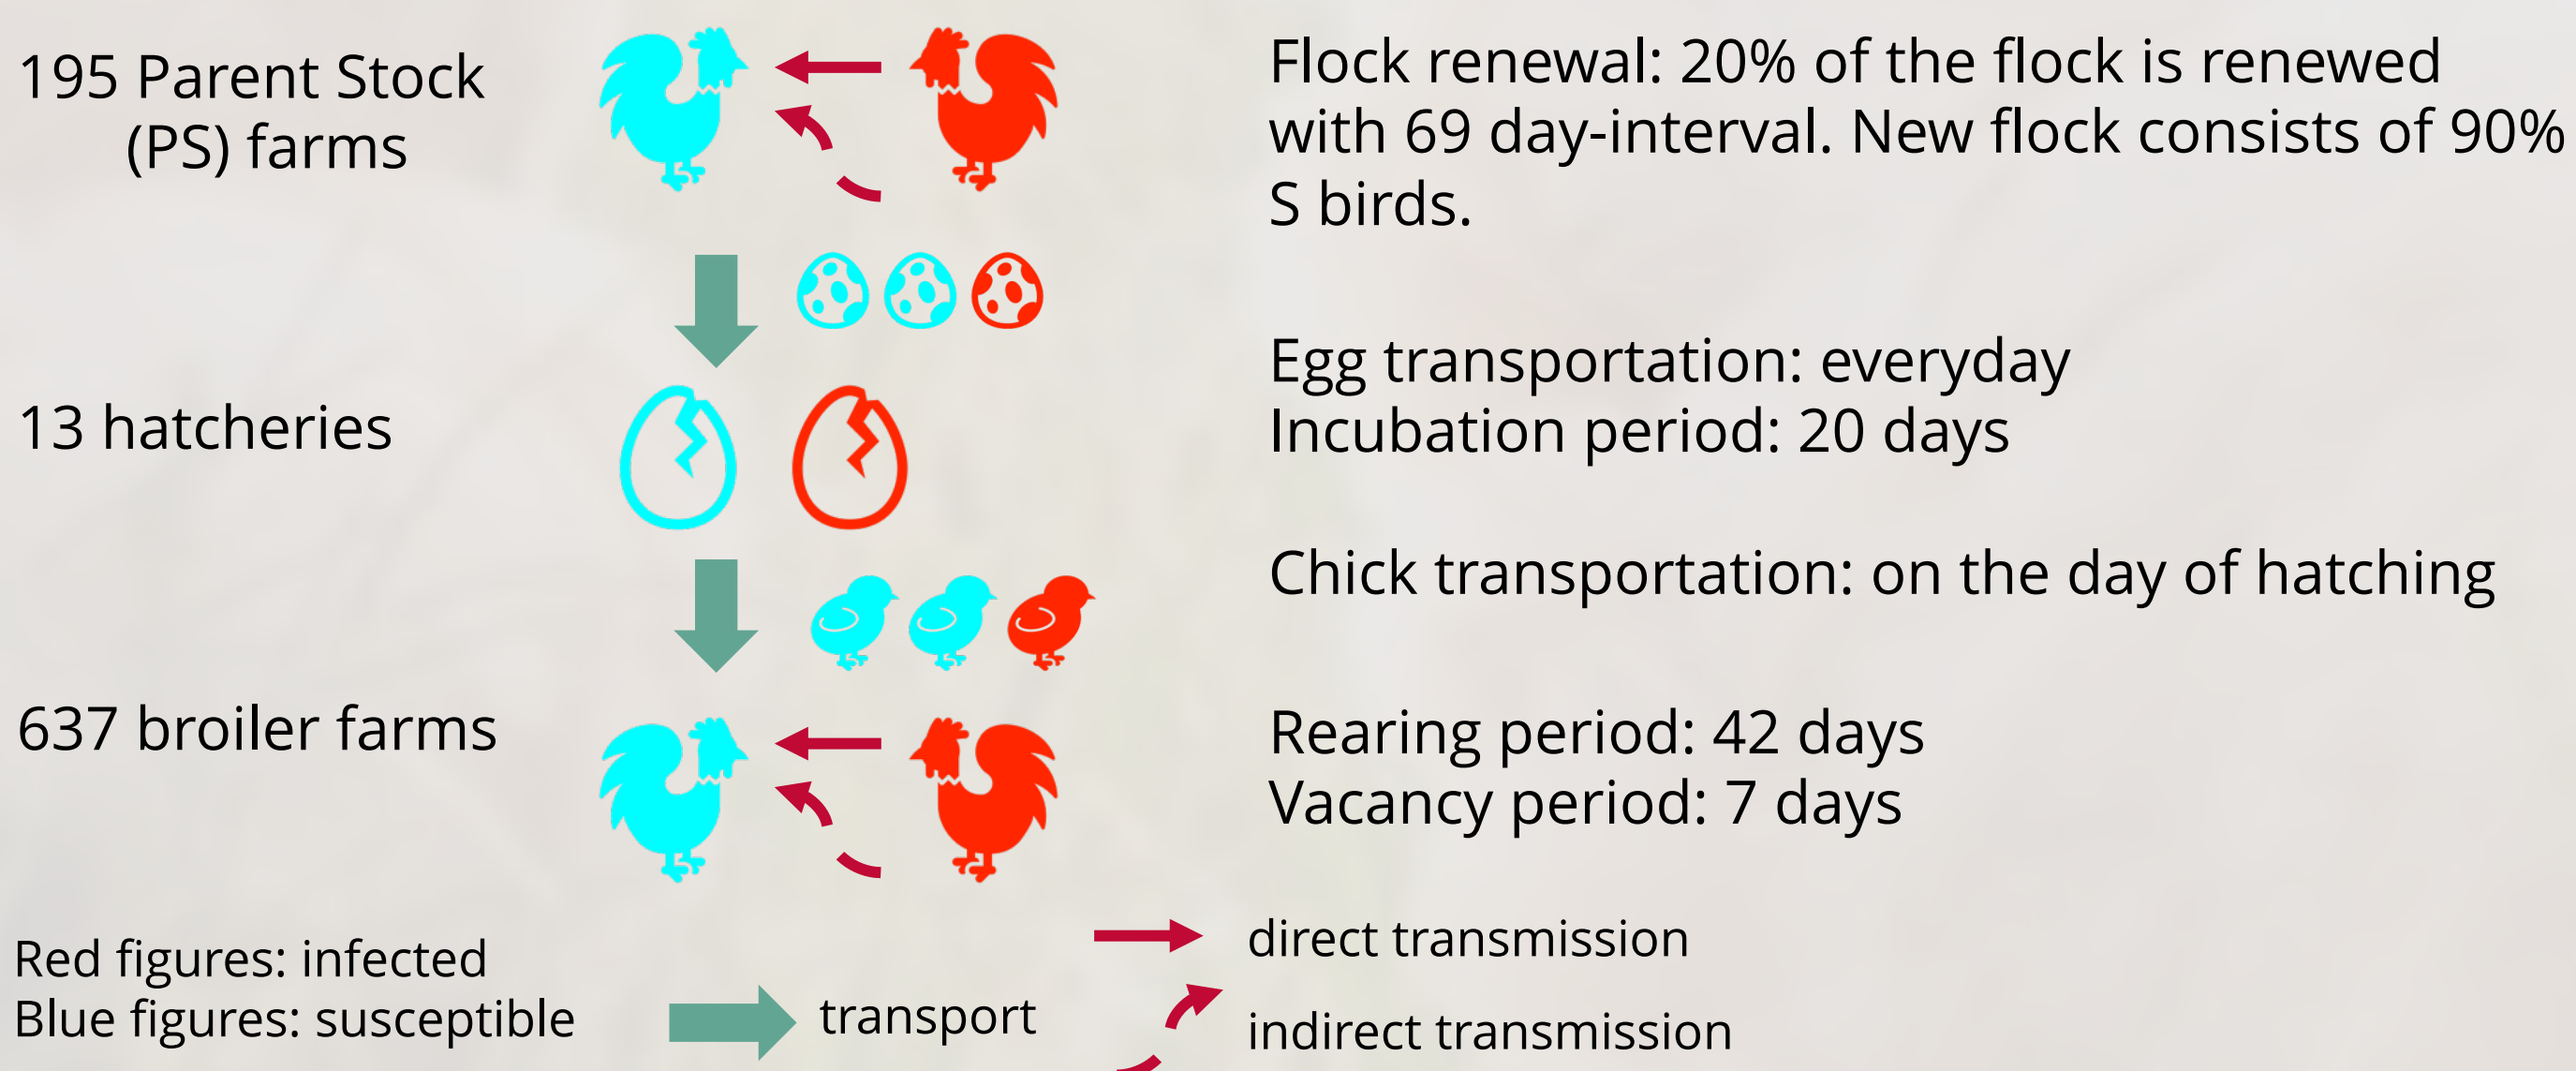 195 Parent Stock
(PS) farms
Flock renewal: 20% of the flock is renewed
with 69 day-interval. New flock consists of 90%
S birds.
Egg transportation: everyday
13 hatcheries
Incubation period: 20 days
Chick transportation: on the day of hatching
637 broiler farms
Rearing period: 42 days
Vacancy period: 7 days
Red figures: infected
Blue figures: susceptible
transport
direct transmission
indirect transmission